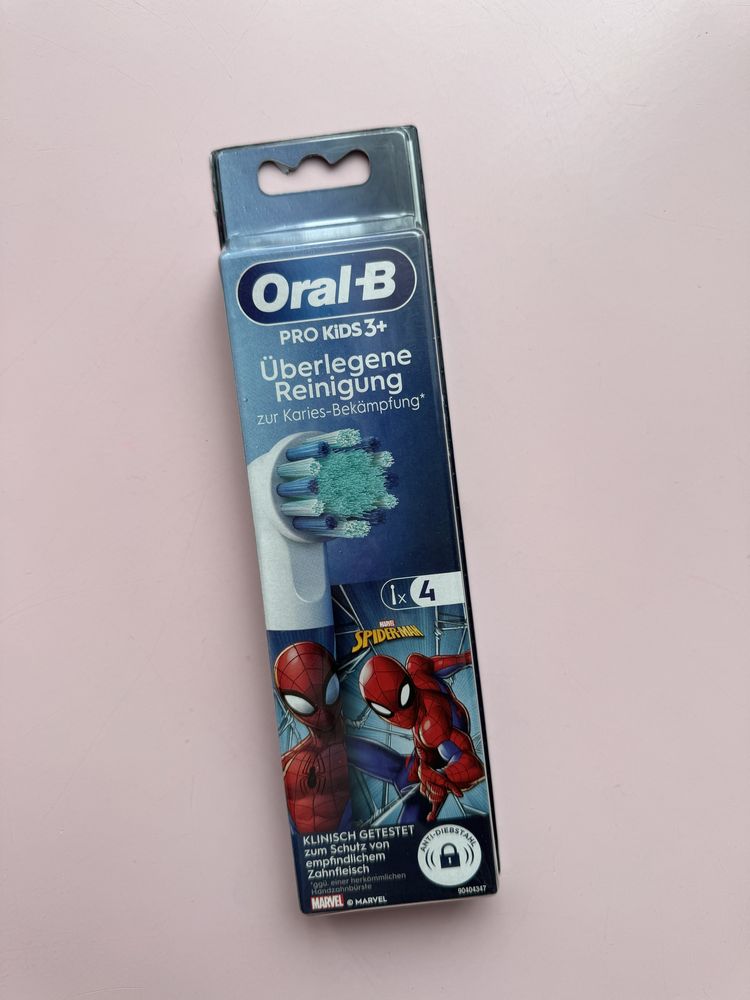 Oral-B
PRO KiDS 3+
Überlegene
Reinigung
zur Karies-Bekämpfung*
x 4
MARVEL
SPIDER-MAN
KLINISCH GETESTET
zum Schutz von
empfindlichem
Zahnfleisch
*ggü. einer herkömmlichen
Handzahnbürste
ANTI-DIEBSTAHL
90404347
MARVEL © MARVEL